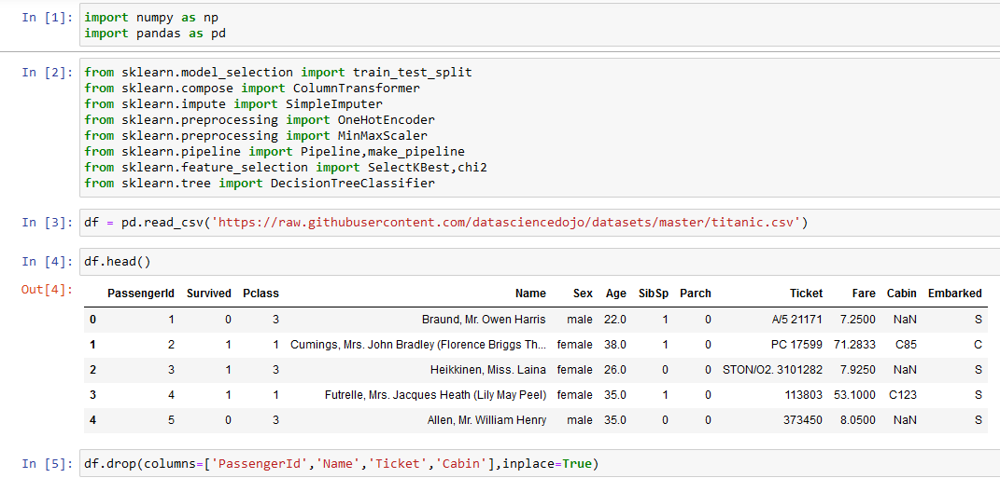 In [1]: import numpy as np
import pandas as pd
In [2]: from sklearn.model_selection import train_test_split
from sklearn.compose import ColumnTransformer
from sklearn.impute import SimpleImputer
from sklearn.preprocessing import OneHotEncoder
from sklearn.preprocessing import MinMaxScaler
from sklearn.pipeline import Pipeline,make_pipeline
from sklearn.feature_selection import SelectKBest,chi2
from sklearn.tree import DecisionTreeClassifier
In [3]: df = pd.read_csv('https://raw.githubusercontent.com/datasciencedojo/datasets/master/titanic.csv')
In [4]: df.head()
Out[4]:
PassengerId Survived Pclass Name Sex Age SibSp Parch Ticket Fare Cabin Embarked
0 1 0 3 Braund, Mr. Owen Harris male 22.0 1 0 A/5 21171 7.2500 NaN S
1 2 1 1 Cumings, Mrs. John Bradley (Florence Briggs Th... female 38.0 1 0 PC 17599 71.2833 C85 C
2 3 1 3 Heikkinen, Miss. Laina female 26.0 0 0 STON/O2. 3101282 7.9250 NaN S
3 4 1 1 Futrelle, Mrs. Jacques Heath (Lily May Peel) female 35.0 1 0 113803 53.1000 C123 S
4 5 0 3 Allen, Mr. William Henry male 35.0 0 0 373450 8.0500 NaN S
In [5]: df.drop(columns=['PassengerId','Name','Ticket','Cabin'],inplace=True)